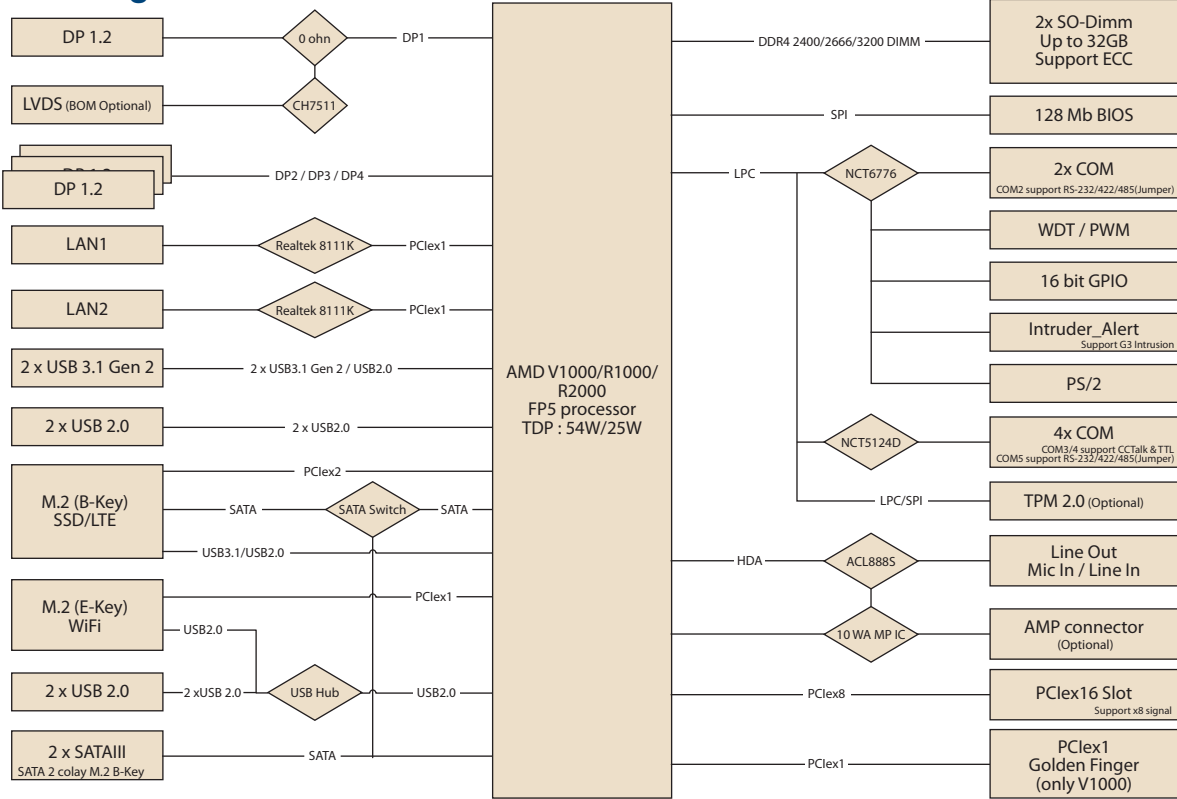 DP 1.2
0 ohn
DP1
LVDS (BOM Optional)
CH7511
DP 1.2
DP2 / DP3 / DP4
LAN1
Realtek 8111K
PCIex1
LAN2
Realtek 8111K
PCIex1
2 x USB 3.1 Gen 2
2 x USB3.1 Gen 2 / USB2.0
2 x USB 2.0
2 x USB2.0
M.2 (B-Key)
SSD/LTE
PCIex2
SATA
SATA Switch
SATA
USB3.1/USB2.0
M.2 (E-Key)
WiFi
PCIex1
USB2.0
2 x USB 2.0
2 xUSB 2.0
USB Hub
USB2.0
2 x SATAIII
SATA 2 colay M.2 B-Key
SATA
AMD V1000/R1000/
R2000
FP5 processor
TDP : 54W/25W
DDR4 2400/2666/3200 DIMM
2x SO-Dimm
Up to 32GB
Support ECC
SPI
128 Mb BIOS
LPC
NCT6776
2x COM
COM2 support RS-232/422/485(Jumper)
WDT / PWM
16 bit GPIO
Intruder_Alert
Support G3 Intrusion
PS/2
NCT5124D
4x COM
COM3/4 support CCTalk & TTL
COM5 support RS-232/422/485(Jumper)
LPC/SPI
TPM 2.0 (Optional)
HDA
ACL888S
Line Out
Mic In / Line In
10 WA MP IC
AMP connector
(Optional)
PCIex8
PCIex16 Slot
Support x8 signal
PCIex1
PCIex1
Golden Finger
(only V1000)